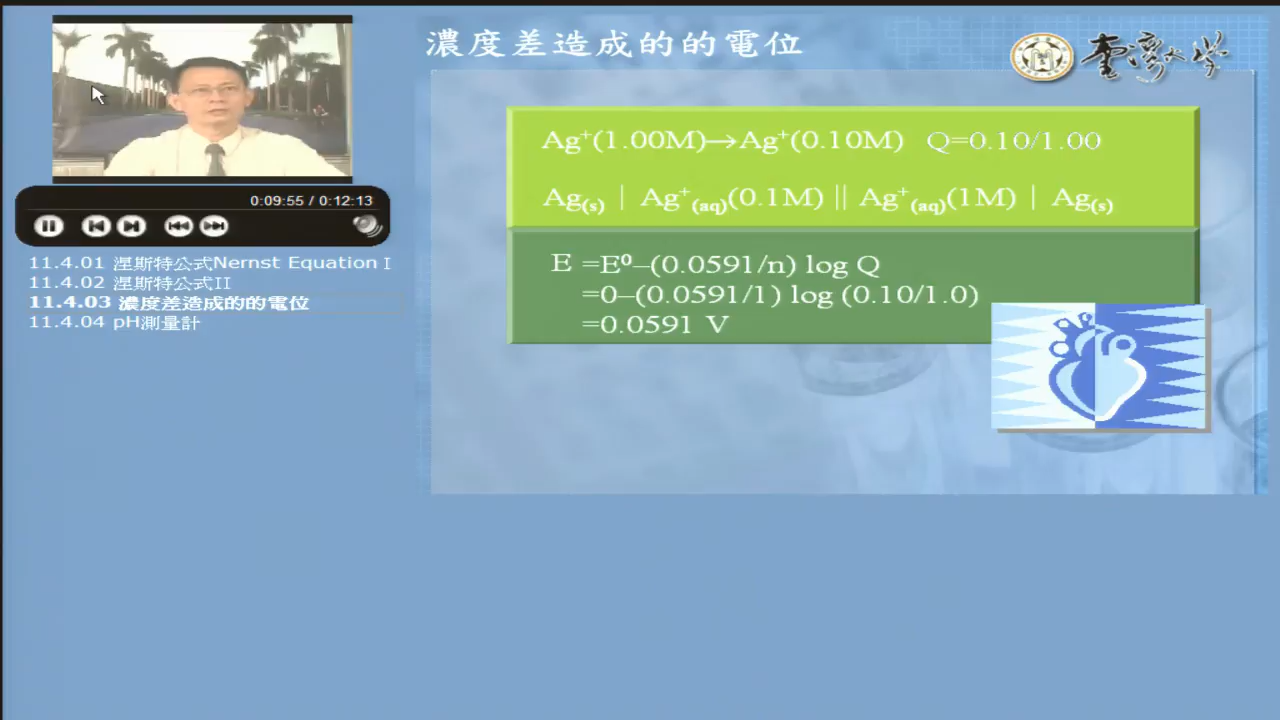 濃度差造成的的電位
臺灣大學
Ag⁺(1.00M)→Ag⁺(0.10M) Q=0.10/1.00
Ag(s) | Ag⁺(aq)(0.1M) || Ag⁺(aq)(1M) | Ag(s)
E =E⁰–(0.0591/n) log Q
=0–(0.0591/1) log (0.10/1.0)
=0.0591 V
0:09:55 / 0:12:13
11.4.01 涅斯特公式Nernst Equation I
11.4.02 涅斯特公式II
11.4.03 濃度差造成的的電位
11.4.04 pH測量計